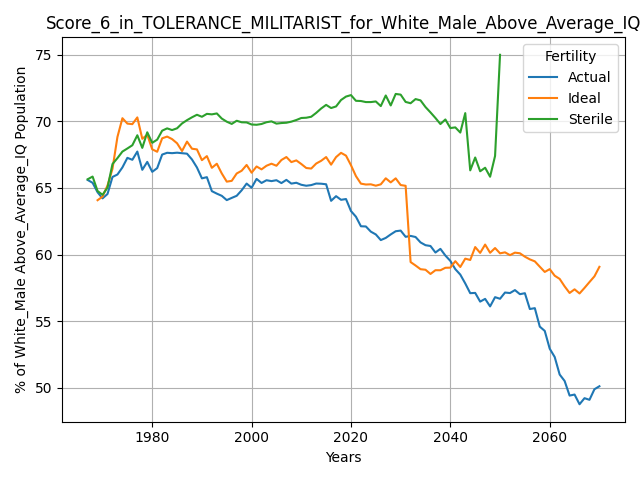 Score_6_in_TOLERANCE_MILITARIST_for_White_Male_Above_Average_IQ
% of White_Male Above_Average_IQ Population
75
70
65
60
55
50
Fertility
Actual
Ideal
Sterile
1980
2000
2020
2040
2060
Years